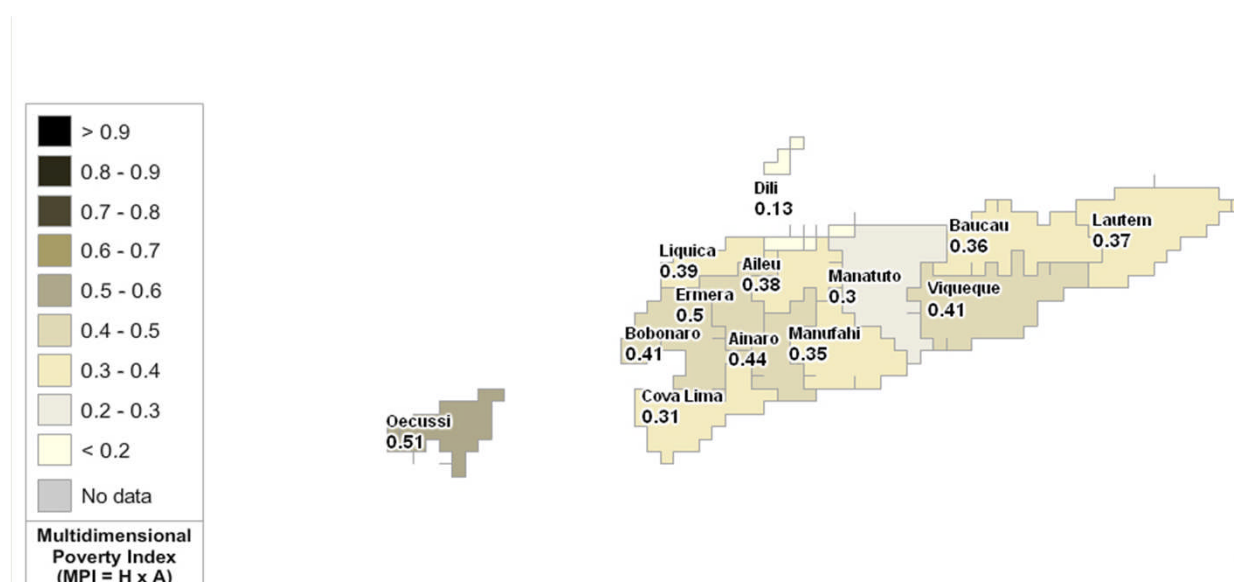 > 0.9
0.8 - 0.9
0.7 - 0.8
0.6 - 0.7
0.5 - 0.6
0.4 - 0.5
0.3 - 0.4
0.2 - 0.3
< 0.2
No data
Multidimensional
Poverty Index
(MPI = H x A)
Dili
0.13
Baucau
0.36
Lautem
0.37
Liquica
0.39
Aileu
0.38
Manatuto
0.3
Viqueque
0.41
Ermera
0.5
Bobonaro
0.41
Ainaro
0.44
Manufahi
0.35
Cova Lima
0.31
Oecussi
0.51